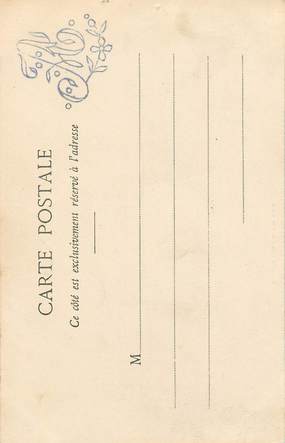 CARTE POSTALE
Ce côté est exclusivement réservé à l'adresse
M